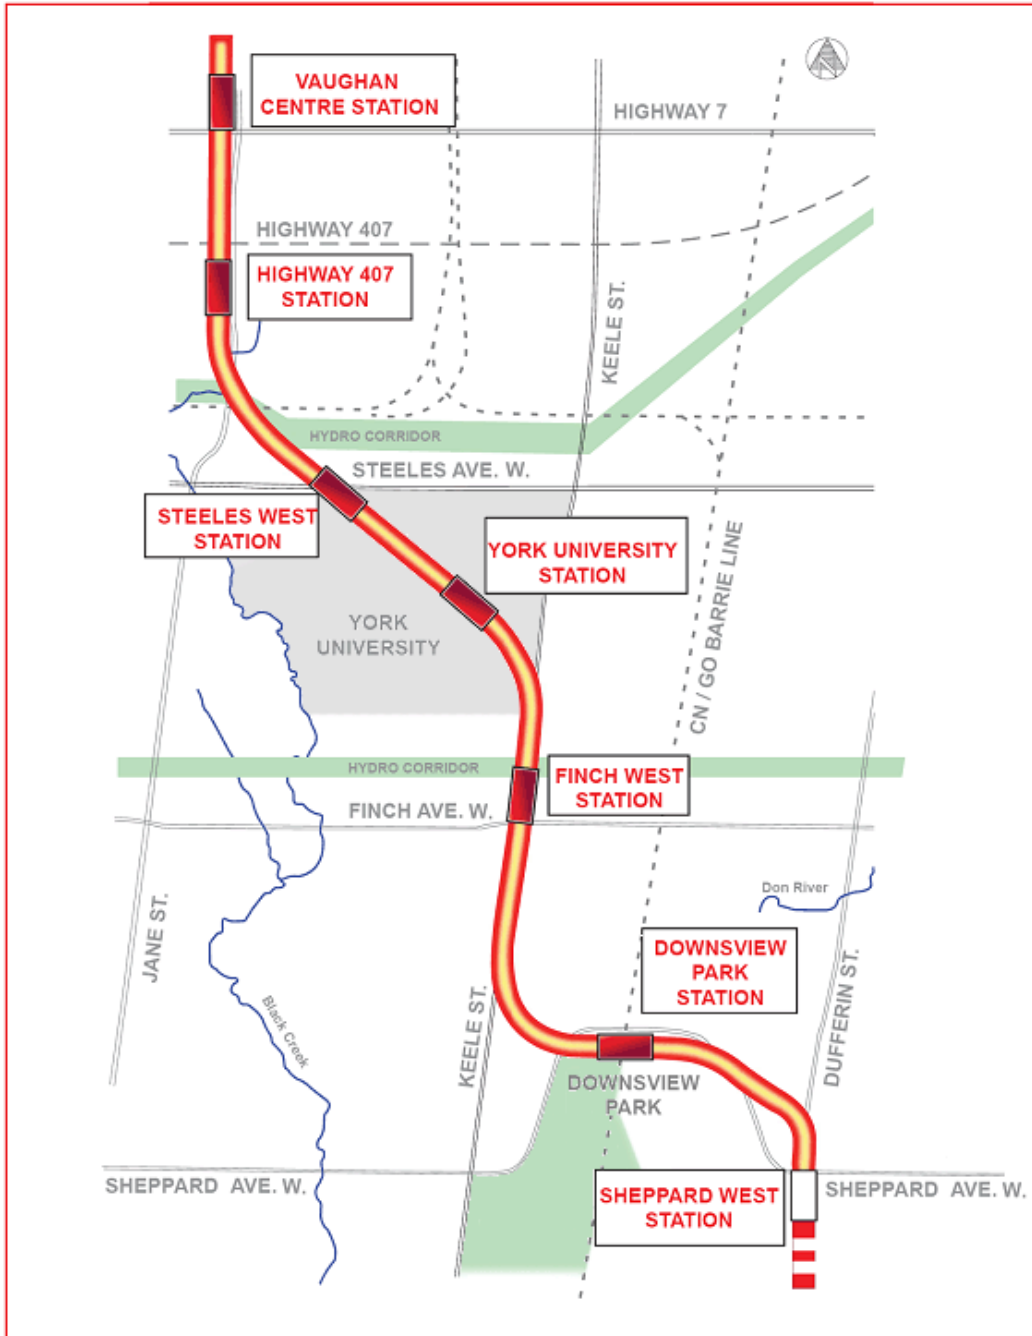 VAUGHAN
CENTRE STATION
HIGHWAY 7
HIGHWAY 407
HIGHWAY 407
STATION
KEELE ST.
HYDRO CORRIDOR
STEELES AVE. W.
STEELES WEST
STATION
YORK UNIVERSITY
STATION
YORK
UNIVERSITY
CN / GO BARRIE LINE
HYDRO CORRIDOR
FINCH WEST
STATION
FINCH AVE. W.
Don River
JANE ST.
DOWNSVIEW
PARK
STATION
DUFFERIN ST.
Black Creek
KEELE ST.
DOWNSVIEW
PARK
SHEPPARD AVE. W.
SHEPPARD WEST
STATION
SHEPPARD AVE. W.